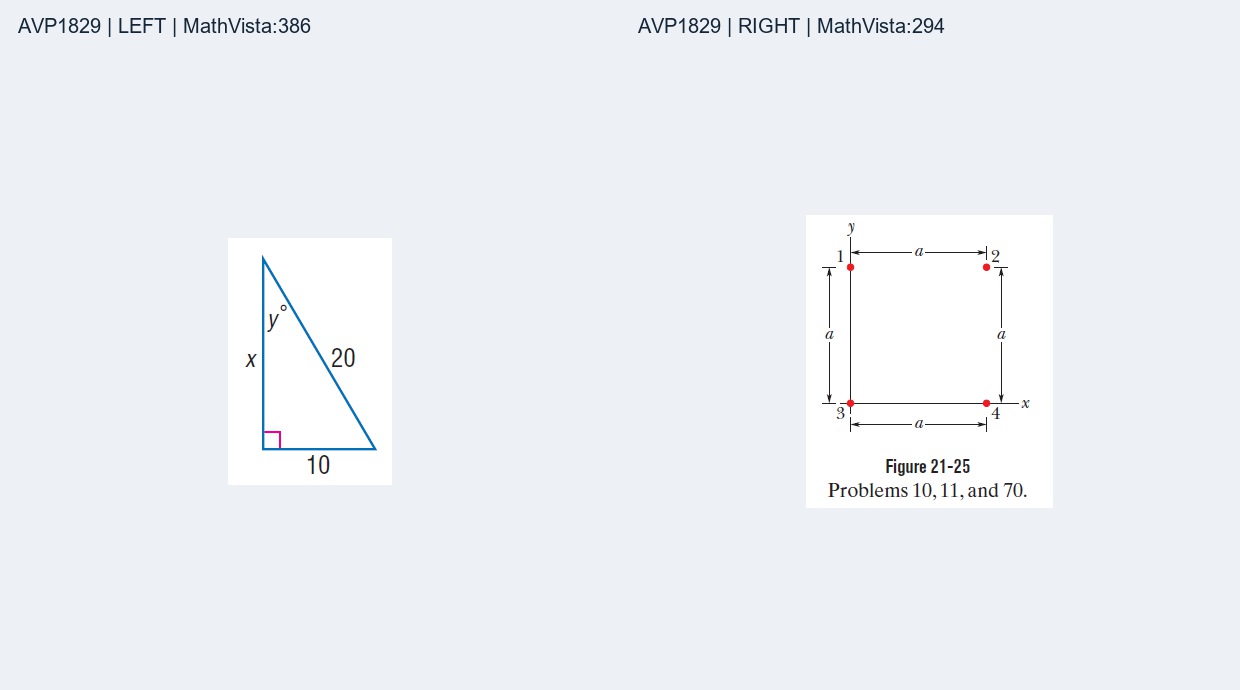 AVP1829 | LEFT | MathVista:386
AVP1829 | RIGHT | MathVista:294
y°
x
20
10
y
1
a
2
a
a
3
4
x
a
Figure 21-25
Problems 10, 11, and 70.